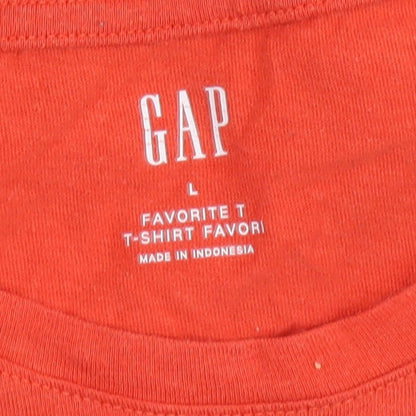 GAP
L
FAVORITE T
T-SHIRT FAVORI
MADE IN INDONESIA